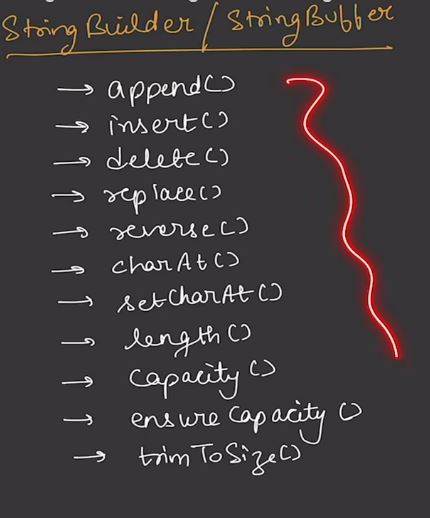 StringBuilder / StringBuffer
→ append()
→ insert()
→ delete()
→ replace()
→ reverse()
→ charAt()
→ setCharAt()
→ length()
→ Capacity()
→ ensureCapacity()
→ trimToSize()